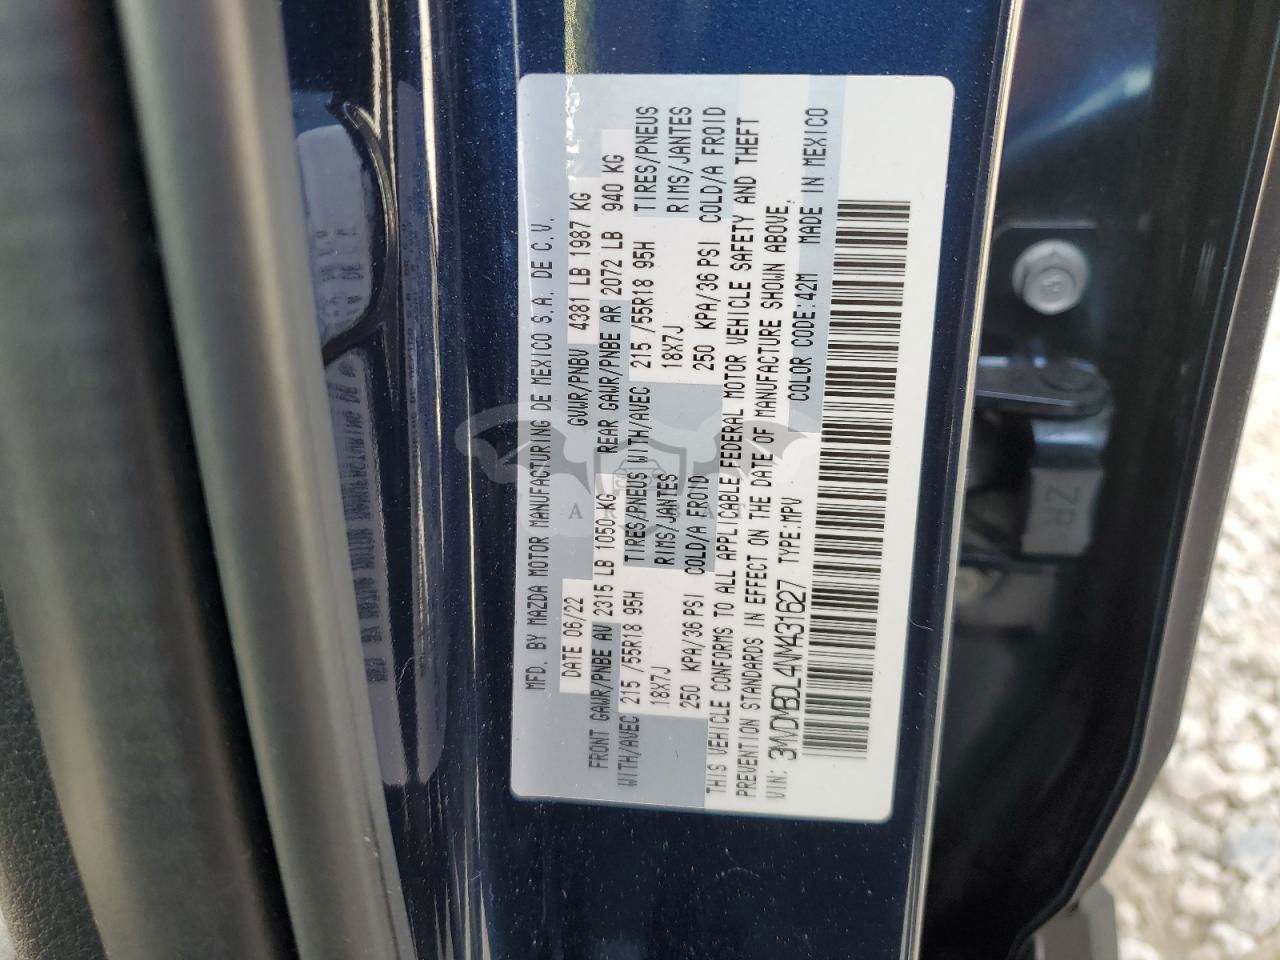 MFD. BY MAZDA MOTOR MANUFACTURING DE MEXICO S.A. DE C.V.
DATE 06/22 GVWR/PNBV 4381 LB 1987 KG
FRONT GAWR/PNBE AV 2315 LB 1050 KG REAR GAWR/PNBE AR 2072 LB 940 KG
WITH/AVEC 215 /55R18 95H TIRES/PNEUS WITH/AVEC 215 /55R18 95H TIRES/PNEUS
18X7J RIMS/JANTES 18X7J RIMS/JANTES
250 KPA/36 PSI COLD/A FROID 250 KPA/36 PSI COLD/A FROID
THIS VEHICLE CONFORMS TO ALL APPLICABLE FEDERAL MOTOR VEHICLE SAFETY AND THEFT
PREVENTION STANDARDS IN EFFECT ON THE DATE OF MANUFACTURE SHOWN ABOVE.
VIN: 3MVDMBDL4NM431627 TYPE:MPV COLOR CODE:42M MADE IN MEXICO
ZR